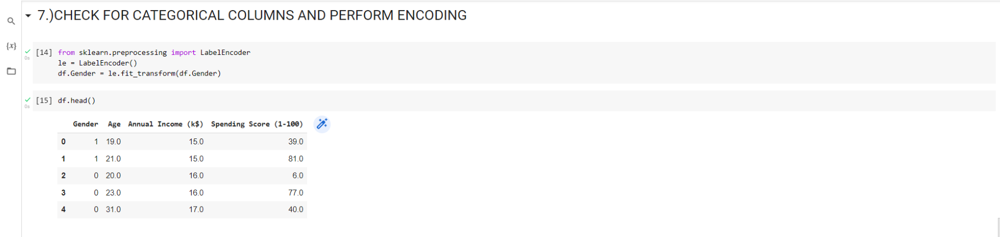 7.)CHECK FOR CATEGORICAL COLUMNS AND PERFORM ENCODING
{x}
[14] from sklearn.preprocessing import LabelEncoder
0s
le = LabelEncoder()
df.Gender = le.fit_transform(df.Gender)
[15] df.head()
0s
Gender Age Annual Income (k$) Spending Score (1-100)
0 1 19.0 15.0 39.0
1 1 21.0 15.0 81.0
2 0 20.0 16.0 6.0
3 0 23.0 16.0 77.0
4 0 31.0 17.0 40.0